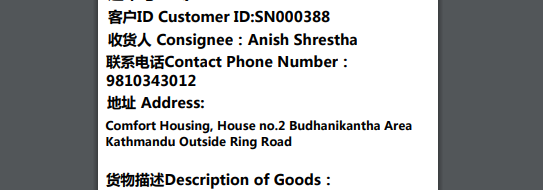 客户ID Customer ID:SN000388
收货人 Consignee：Anish Shrestha
联系电话Contact Phone Number：
9810343012
地址 Address:
Comfort Housing, House no.2 Budhanikantha Area
Kathmandu Outside Ring Road
货物描述Description of Goods：